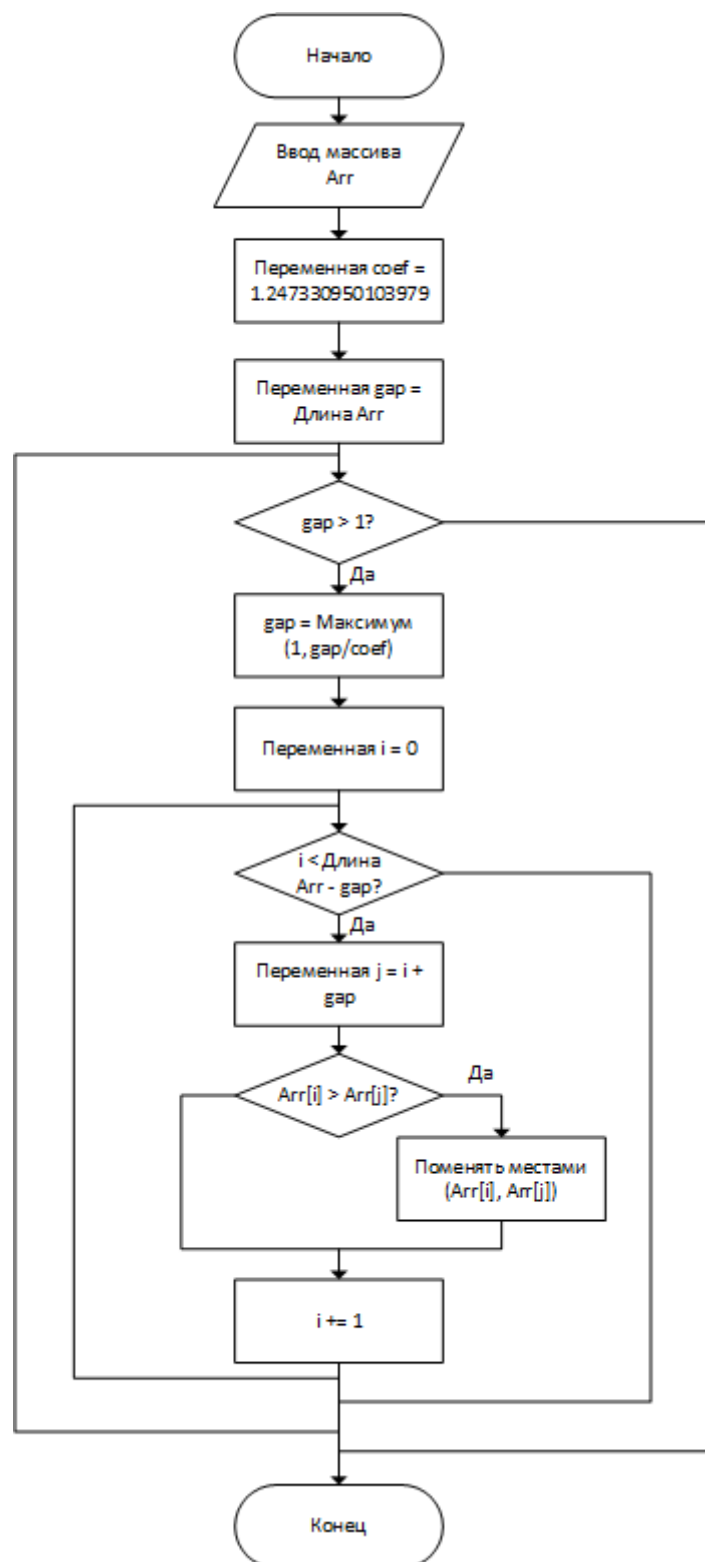 Начало
Ввод массива
Arr
Переменная coef =
1.247330950103979
Переменная gap =
Длина Arr
gap > 1?
Да
gap = Максимум
(1, gap/coef)
Переменная i = 0
i < Длина
Arr - gap?
Да
Переменная j = i +
gap
Arr[i] > Arr[j]?
Да
Поменять местами
(Arr[i], Arr[j])
i += 1
Конец